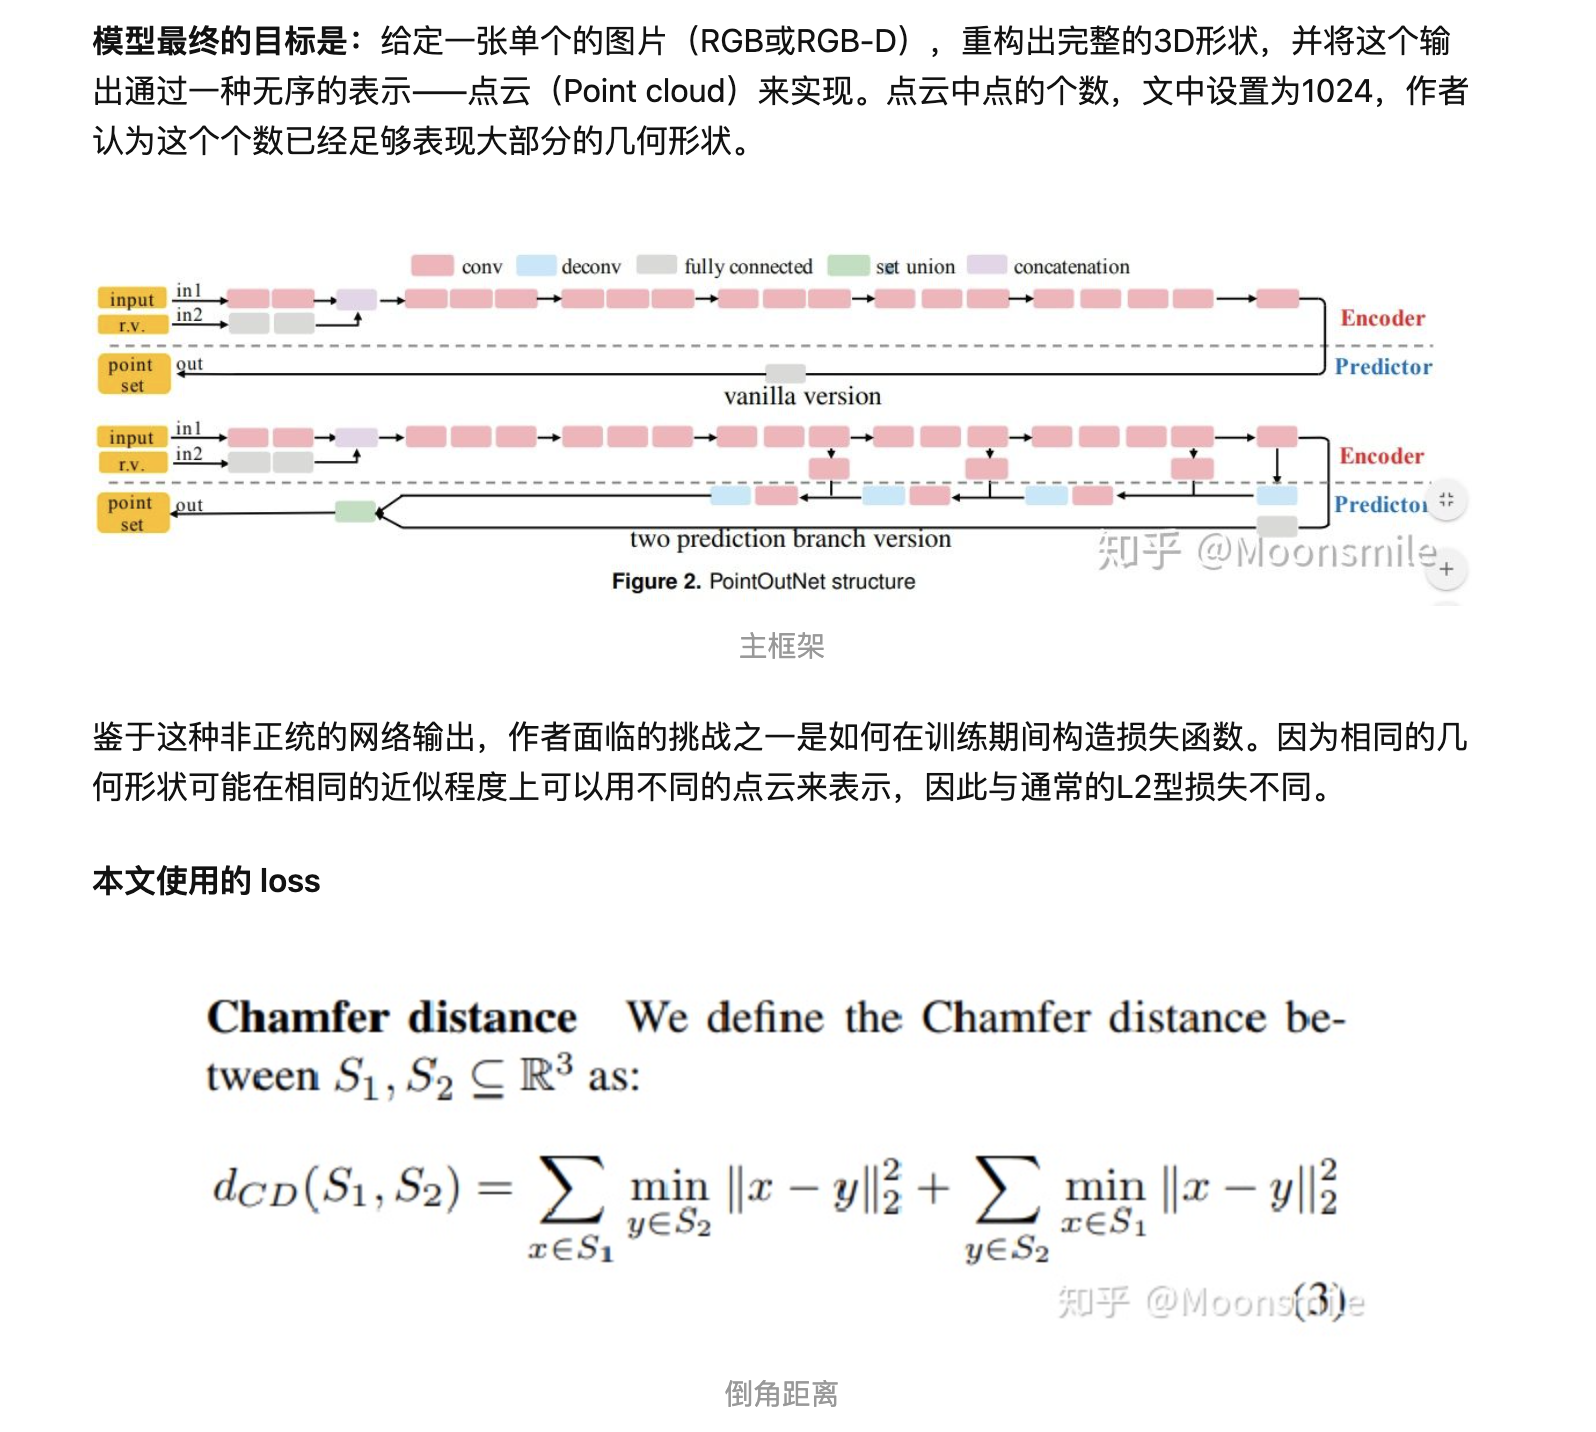 模型最终的目标是：给定一张单个的图片（RGB或RGB-D），重构出完整的3D形状，并将这个输
出通过一种无序的表示——点云（Point cloud）来实现。点云中点的个数，文中设置为1024，作者
认为这个个数已经足够表现大部分的几何形状。
conv deconv fully connected set union concatenation
input in1
r.v. in2
Encoder
point set out
Predictor
vanilla version
input in1
r.v. in2
Encoder
point set out
Predictor
two prediction branch version
知乎 @Moonsmile
Figure 2. PointOutNet structure
主框架
鉴于这种非正统的网络输出，作者面临的挑战之一是如何在训练期间构造损失函数。因为相同的几
何形状可能在相同的近似程度上可以用不同的点云来表示，因此与通常的L2型损失不同。
本文使用的 loss
Chamfer distance We define the Chamfer distance be-
tween $S_1, S_2 \subseteq \mathbb{R}^3$ as:
$d_{CD}(S_1, S_2) = \sum_{x \in S_1} \min_{y \in S_2} \|x - y\|_2^2 + \sum_{y \in S_2} \min_{x \in S_1} \|x - y\|_2^2$
(3)
知乎 @Moonsmile
倒角距离